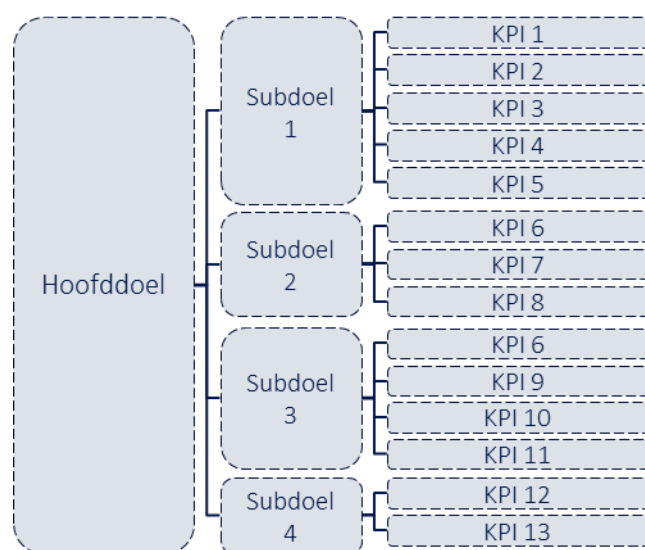 Hoofddoel
Subdoel
1
KPI 1
KPI 2
KPI 3
KPI 4
KPI 5
Subdoel
2
KPI 6
KPI 7
KPI 8
Subdoel
3
KPI 6
KPI 9
KPI 10
KPI 11
Subdoel
4
KPI 12
KPI 13